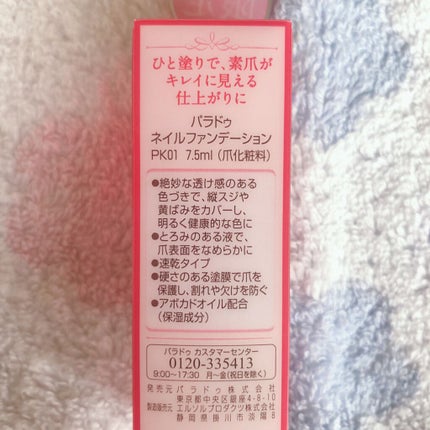 ひと塗りで、素爪が
キレイに見える
仕上がりに
パラドゥ
ネイルファンデーション
PK01 7.5ml（爪化粧料）
●絶妙な透け感のある
色づきで、縦スジや
黄ばみをカバーし、
明るく健康的な色に
●とろみのある液で、
爪表面をなめらかに
●速乾タイプ
●硬さのある塗膜で爪を
保護し、割れや欠けを防ぐ
●アボカドオイル配合
（保湿成分）
パラドゥ カスタマーセンター
0120-335413
9:00〜17:30 月〜金(祝日を除く)
発売元 パラドゥ株式会社
東京都中央区銀座4-8-10
製造販売元 エルソルプロダクツ株式会社
静岡県掛川市淡陽8